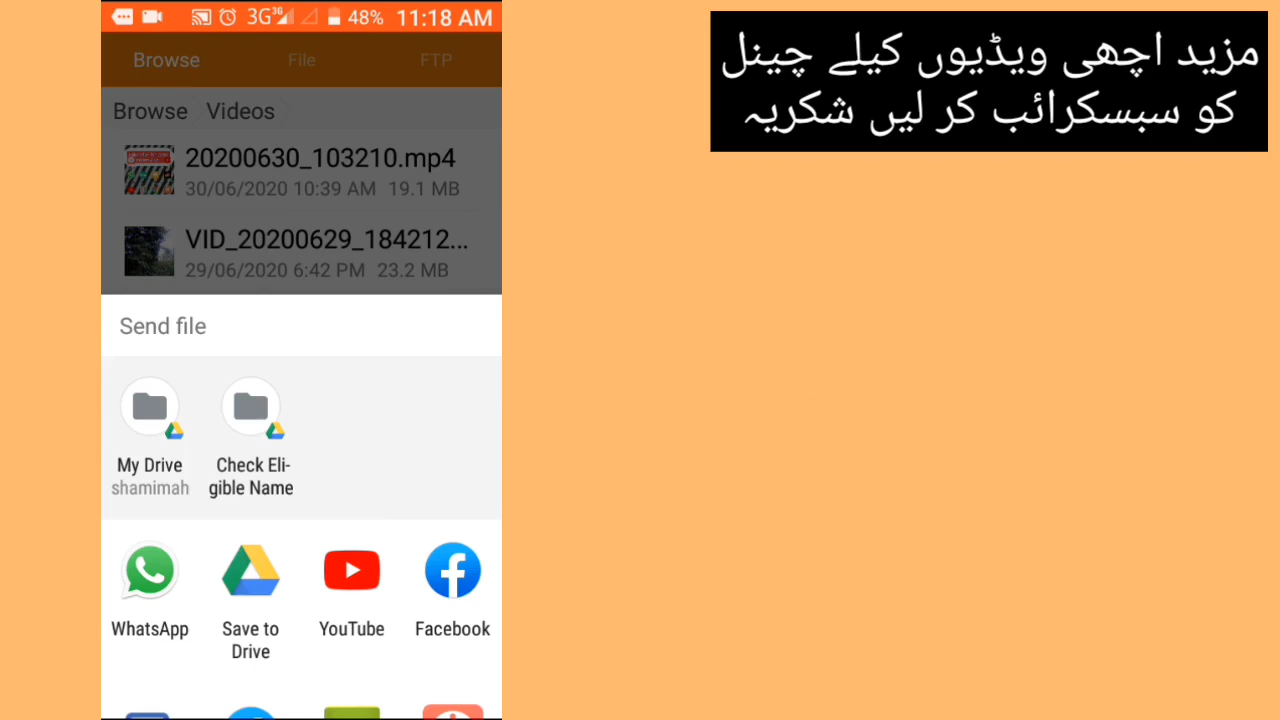 3G 3G 48% 11:18 AM
Browse File FTP
Browse Videos
20200630_103210.mp4
30/06/2020 10:39 AM 19.1 MB
VID_20200629_184212...
29/06/2020 6:42 PM 23.2 MB
Send file
My Drive
shamimah
Check Eli-
gible Name
WhatsApp
Save to
Drive
YouTube
Facebook
مزید اچھی ویڈیوں کیلے چینل
کو سبسکرائب کر لیں شکریہ